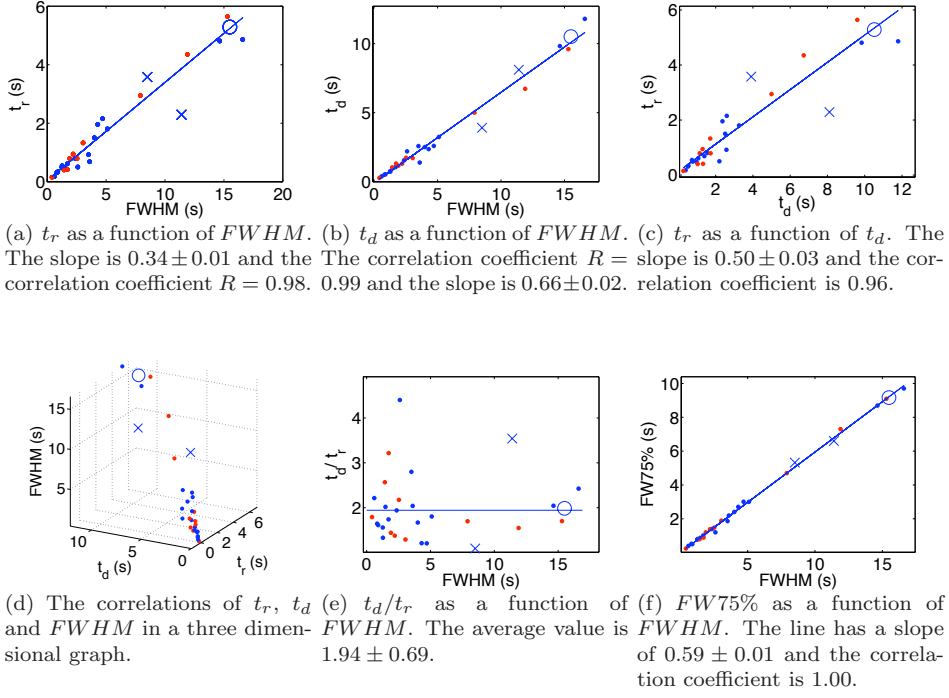 6
4
2
0
t_r (s)
0
5
10
15
20
FWHM (s)
10
5
0
t_d (s)
0
5
10
15
FWHM (s)
6
4
2
0
t_r (s)
2
4
6
8
10
12
t_d (s)
(a) t_r as a function of FWHM.
The slope is 0.34 ± 0.01 and the
correlation coefficient R = 0.98.
(b) t_d as a function of FWHM.
The correlation coefficient R =
0.99 and the slope is 0.66±0.02.
(c) t_r as a function of t_d. The
slope is 0.50 ± 0.03 and the cor-
relation coefficient is 0.96.
15
10
5
FWHM (s)
10
5
0
t_d (s)
0
2
4
6
t_r (s)
4
3
2
t_d/ t_r
0
5
10
15
FWHM (s)
10
8
6
4
2
FW75% (s)
5
10
15
FWHM (s)
(d) The correlations of t_r, t_d
and FWHM in a three dimen-
sional graph.
(e) t_d/t_r as a function of
FWHM. The average value is
1.94 ± 0.69.
(f) FW75% as a function of
FWHM. The line has a slope
of 0.59 ± 0.01 and the correla-
tion coefficient is 1.00.